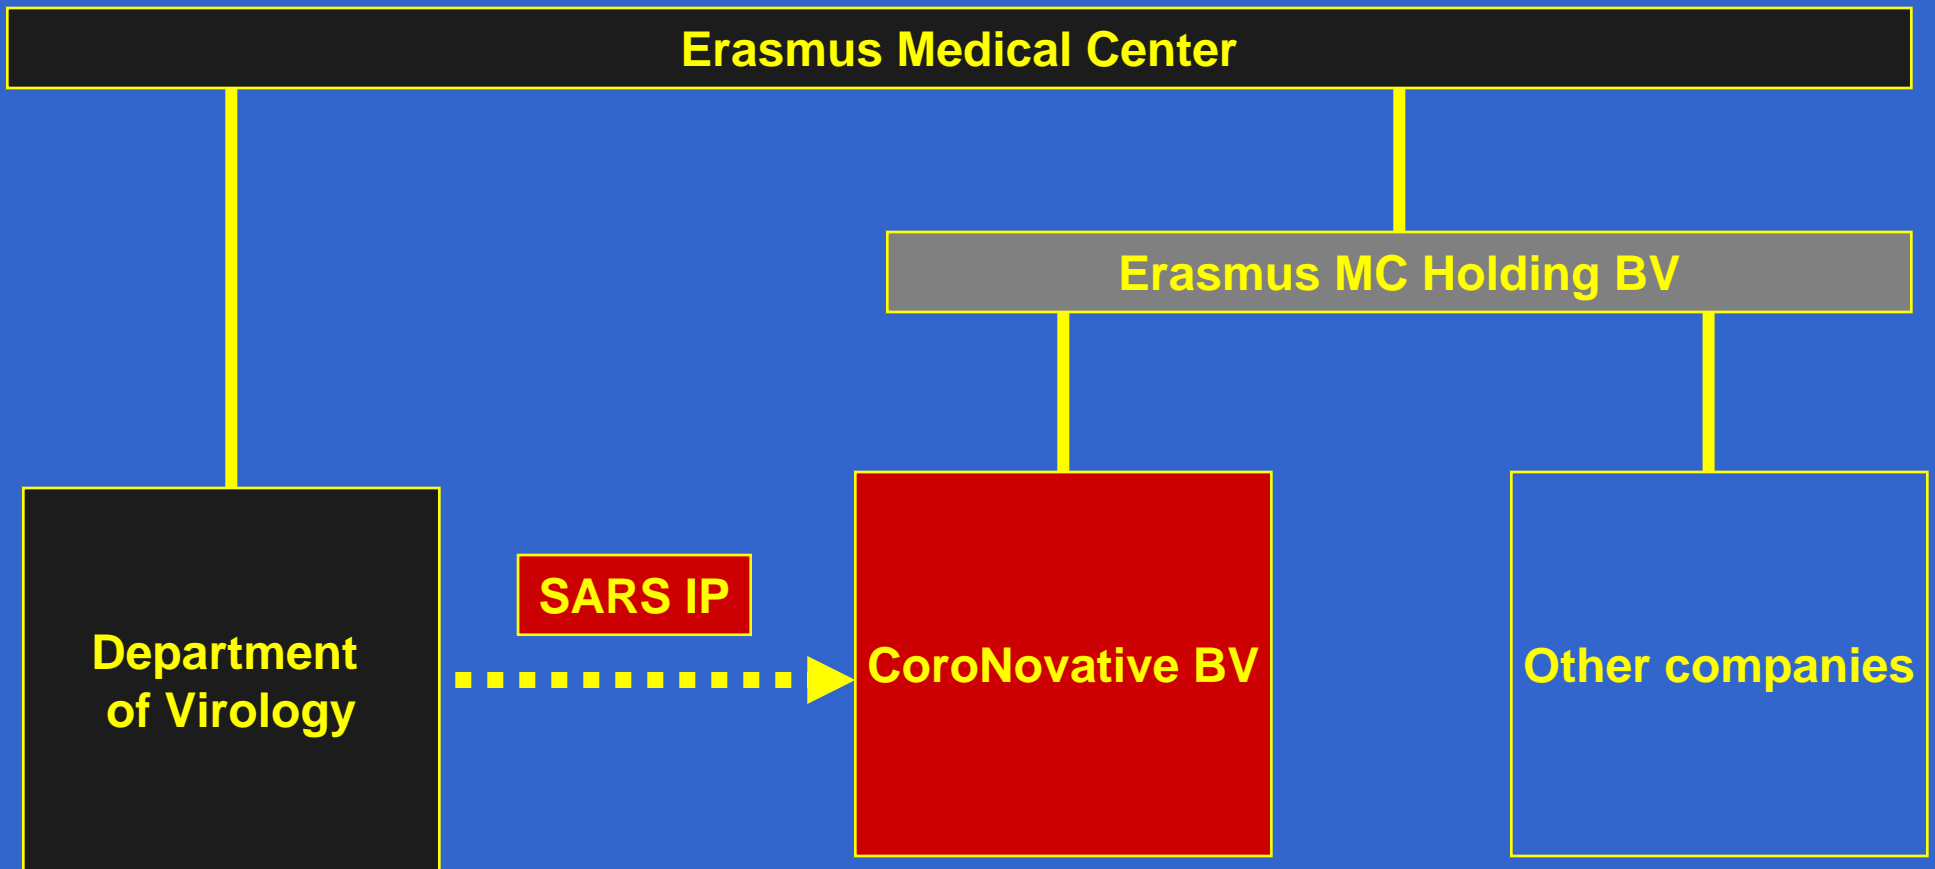 Erasmus Medical Center
Erasmus MC Holding BV
SARS IP
Department
of Virology
CoroNovative BV
Other companies